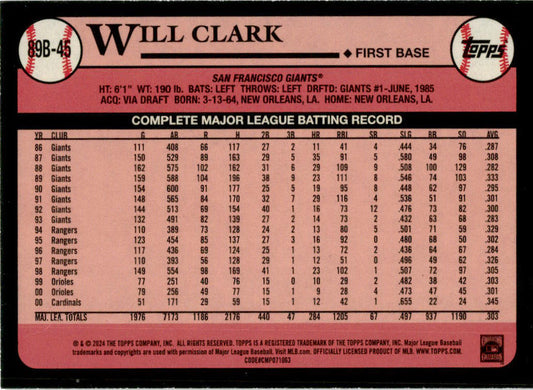 89B-45
WILL CLARK
FIRST BASE
TOPPS
SAN FRANCISCO GIANTS®
HT: 6'1" WT: 190 lb. BATS: LEFT THROWS: LEFT DRFTD: GIANTS #1-JUNE, 1985
ACQ: VIA DRAFT BORN: 3-13-64, NEW ORLEANS, LA. HOME: NEW ORLEANS, LA.
COMPLETE MAJOR LEAGUE BATTING RECORD
YR CLUB G AB R H 2B 3B HR RBI SB SLG BB SO AVG
86 Giants 111 408 66 117 27 2 11 41 4 .444 34 76 .287
87 Giants 150 529 89 163 29 5 35 91 5 .580 49 98 .308
88 Giants 162 575 102 162 31 6 29 109 9 .508 100 129 .282
89 Giants 159 588 104 196 38 9 23 111 8 .546 74 103 .333
90 Giants 154 600 91 177 25 5 19 95 8 .448 62 97 .295
91 Giants 148 565 84 170 32 7 29 116 4 .536 51 91 .301
92 Giants 144 513 69 154 40 1 16 73 12 .476 73 82 .300
93 Giants 132 491 82 139 27 2 14 73 2 .432 63 68 .283
94 Rangers 110 389 73 128 24 2 13 80 5 .501 71 59 .329
95 Rangers 123 454 85 137 27 3 16 92 0 .480 68 50 .302
96 Rangers 117 436 69 124 25 1 13 72 2 .436 64 67 .284
97 Rangers 110 393 56 128 29 1 12 51 0 .496 49 62 .326
98 Rangers 149 554 98 169 41 1 23 102 1 .507 72 97 .305
99 Orioles 77 251 40 76 15 0 10 29 2 .482 38 42 .303
00 Orioles 79 256 49 77 15 1 9 28 4 .473 47 45 .301
00 Cardinals 51 171 29 59 15 1 12 42 1 .655 22 24 .345
MAJ. LEA. TOTALS 1976 7173 1186 2176 440 47 284 1205 67 .497 937 1190 .303
® & © 2024 THE TOPPS COMPANY, INC. ALL RIGHTS RESERVED. TOPPS IS A REGISTERED TRADEMARK OF THE TOPPS COMPANY, INC. Major League Baseball
trademarks and copyrights are used with permission of Major League Baseball. Visit MLB.com. OFFICIALLY LICENSED PRODUCT OF MAJOR LEAGUE BASEBALL.
CODE#CMP071063